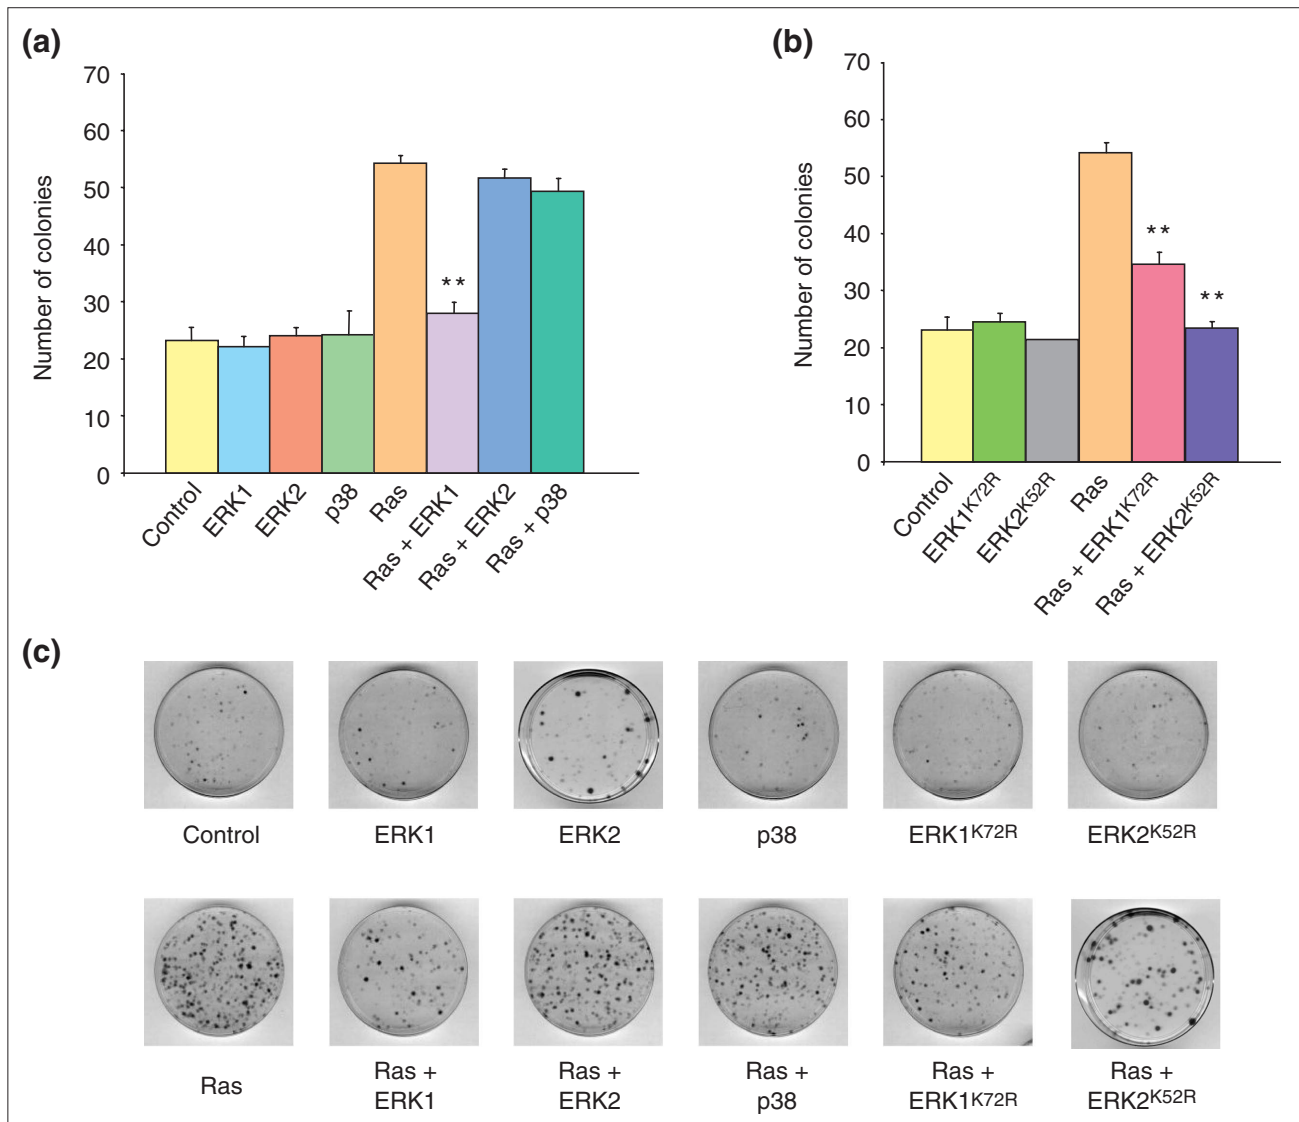 (a)
Number of colonies
70
60
50
40
30
20
10
0
Control
ERK1
ERK2
p38
Ras
Ras + ERK1
Ras + ERK2
Ras + p38
**
(b)
Number of colonies
70
60
50
40
30
20
10
0
Control
ERK1K72R
ERK2K52R
Ras
Ras + ERK1K72R
Ras + ERK2K52R
**
**
(c)
Control
ERK1
ERK2
p38
ERK1K72R
ERK2K52R
Ras
Ras +
ERK1
Ras +
ERK2
Ras +
p38
Ras +
ERK1K72R
Ras +
ERK2K52R